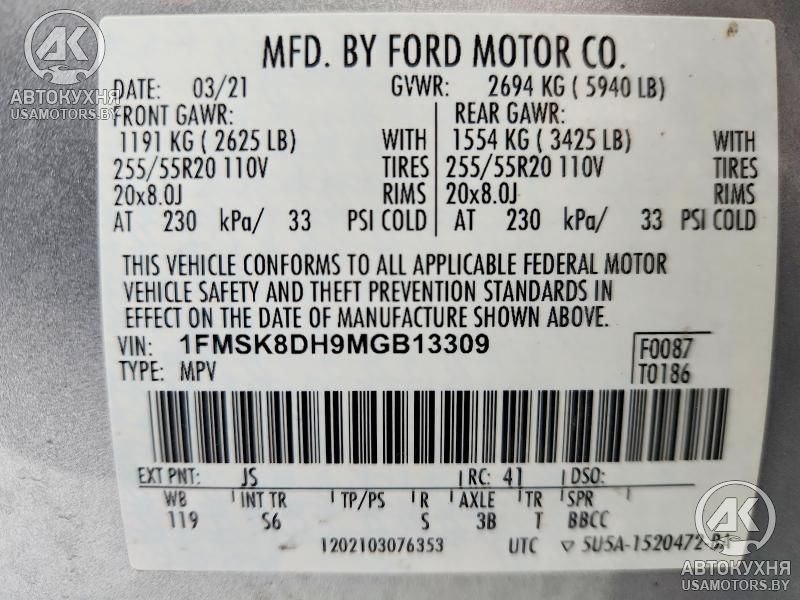 MFD. BY FORD MOTOR CO.
DATE: 03/21 GVWR: 2694 KG ( 5940 LB)
FRONT GAWR: REAR GAWR:
1191 KG ( 2625 LB) WITH 1554 KG ( 3425 LB) WITH
255/55R20 110V TIRES 255/55R20 110V TIRES
20x8.0J RIMS 20x8.0J RIMS
AT 230 kPa/ 33 PSI COLD AT 230 kPa/ 33 PSI COLD
THIS VEHICLE CONFORMS TO ALL APPLICABLE FEDERAL MOTOR
VEHICLE SAFETY AND THEFT PREVENTION STANDARDS IN
EFFECT ON THE DATE OF MANUFACTURE SHOWN ABOVE.
VIN: 1FMSK8DH9MGB13309 F0087
TYPE: MPV T0186
EXT PNT: JS RC: 41 DSO:
WB INT TR TP/PS R AXLE TR SPR
119 S6 S 3B T BBCC
1202103076353 UTC ▽ 5U5A-1520472-BA
АК
АВТОКУХНЯ
USAMOTORS.BY
АК
АВТОКУХНЯ
USAMOTORS.BY